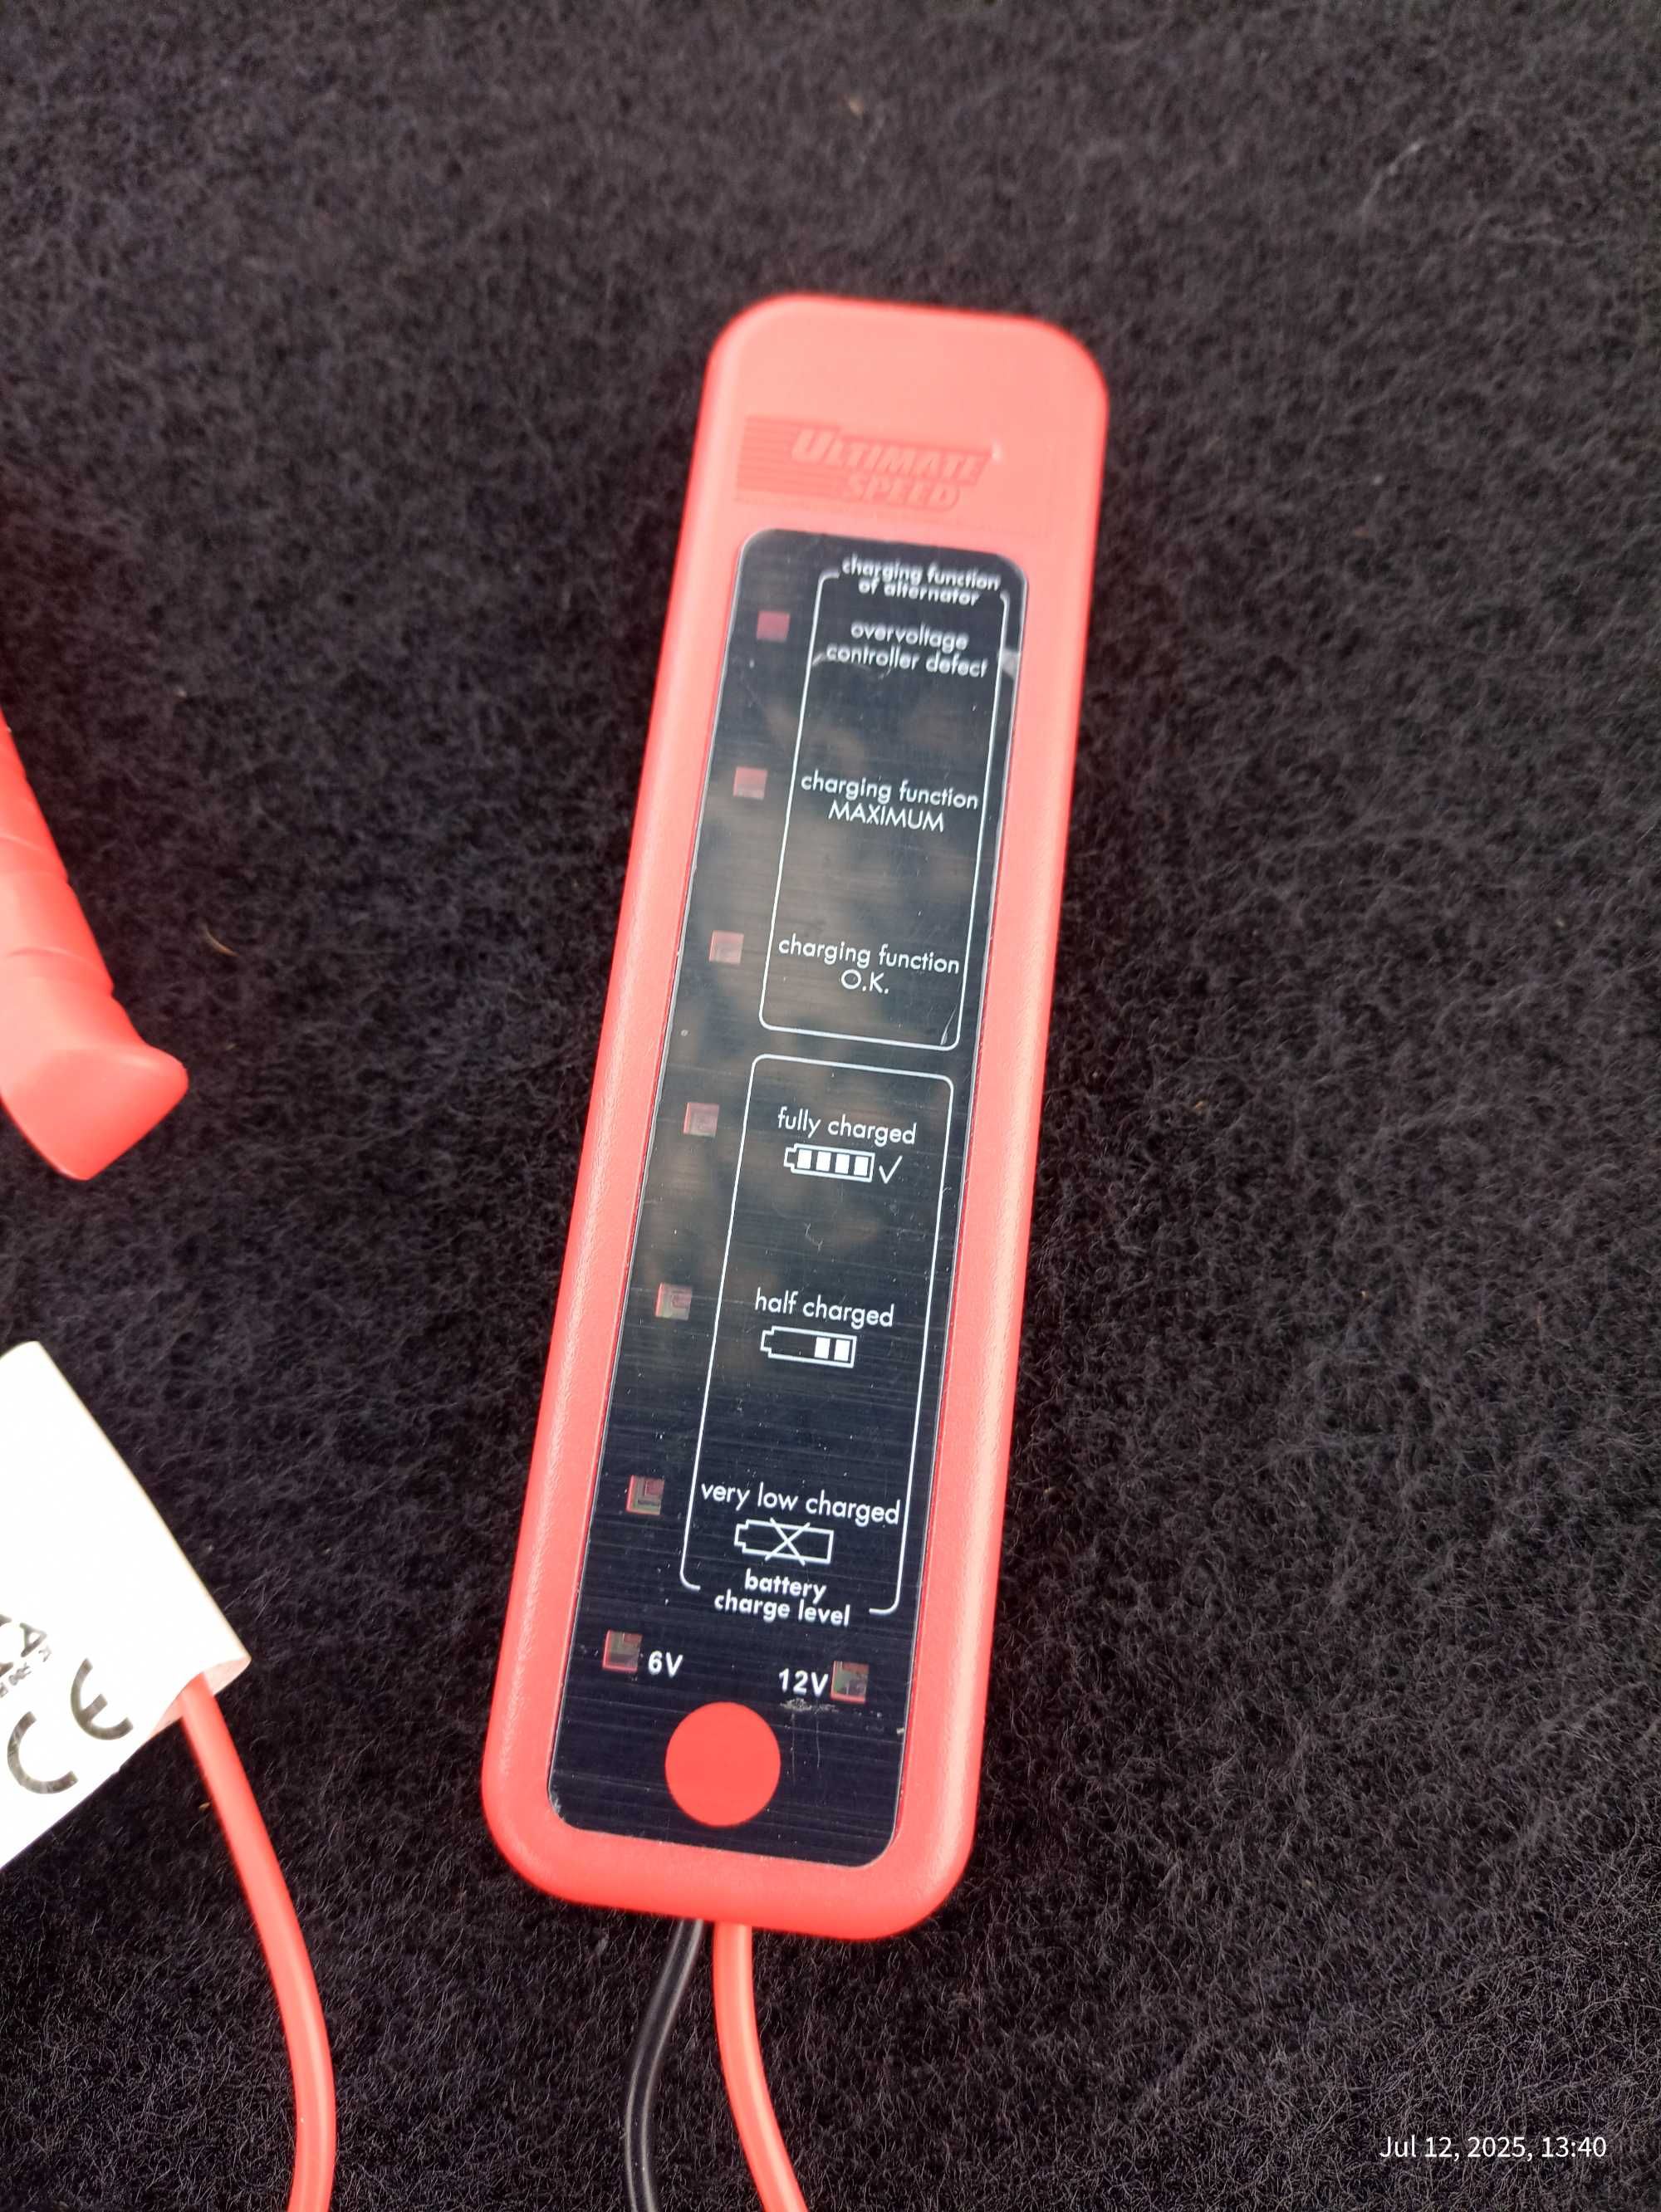 ULTIMATE
SPEED
charging function
of alternator
overvoltage
controller defect
charging function
MAXIMUM
charging function
O.K.
fully charged
half charged
very low charged
battery
charge level
6V
12V
CE
Jul 12, 2025, 13:40